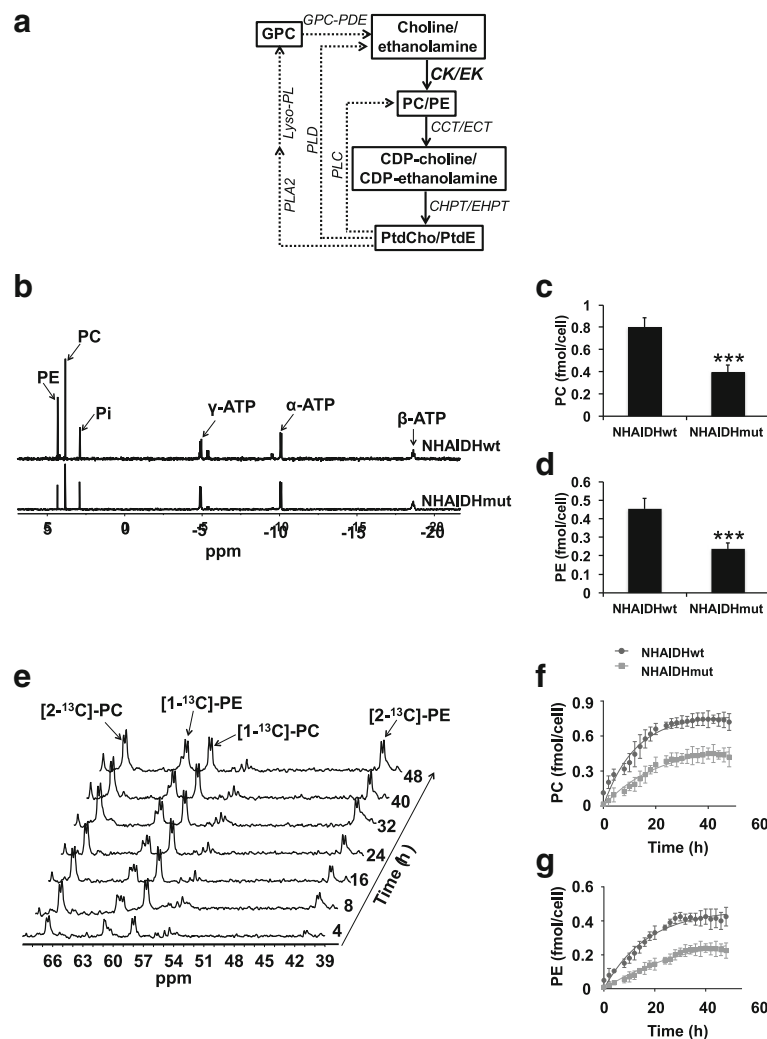 a
GPC
GPC-PDE
Choline/
ethanolamine
CK/EK
PC/PE
CCT/ECT
CDP-choline/
CDP-ethanolamine
CHPT/EHPT
PtdCho/PtdE
Lyso-PL
PLA2
PLD
PLC
b
PC
PE
Pi
γ-ATP
α-ATP
β-ATP
NHAIDHwt
NHAIDHmut
5 0 -5 -10 -15 -20
ppm
c
PC (fmol/cell)
1
0.8
0.6
0.4
0.2
0
***
NHAIDHwt NHAIDHmut
d
PE (fmol/cell)
0.6
0.5
0.4
0.3
0.2
0.1
0
***
NHAIDHwt NHAIDHmut
e
[2-¹³C]-PC
[1-¹³C]-PE
[1-¹³C]-PC
[2-¹³C]-PE
48
40
32
24
16
8
4
Time (h)
66 63 60 57 54 51 48 45 42 39
ppm
NHAIDHwt
NHAIDHmut
f
PC (fmol/cell)
0.9
0.6
0.3
0
0 20 40 60
Time (h)
g
PE (fmol/cell)
0.6
0.4
0.2
0
0 20 40 60
Time (h)